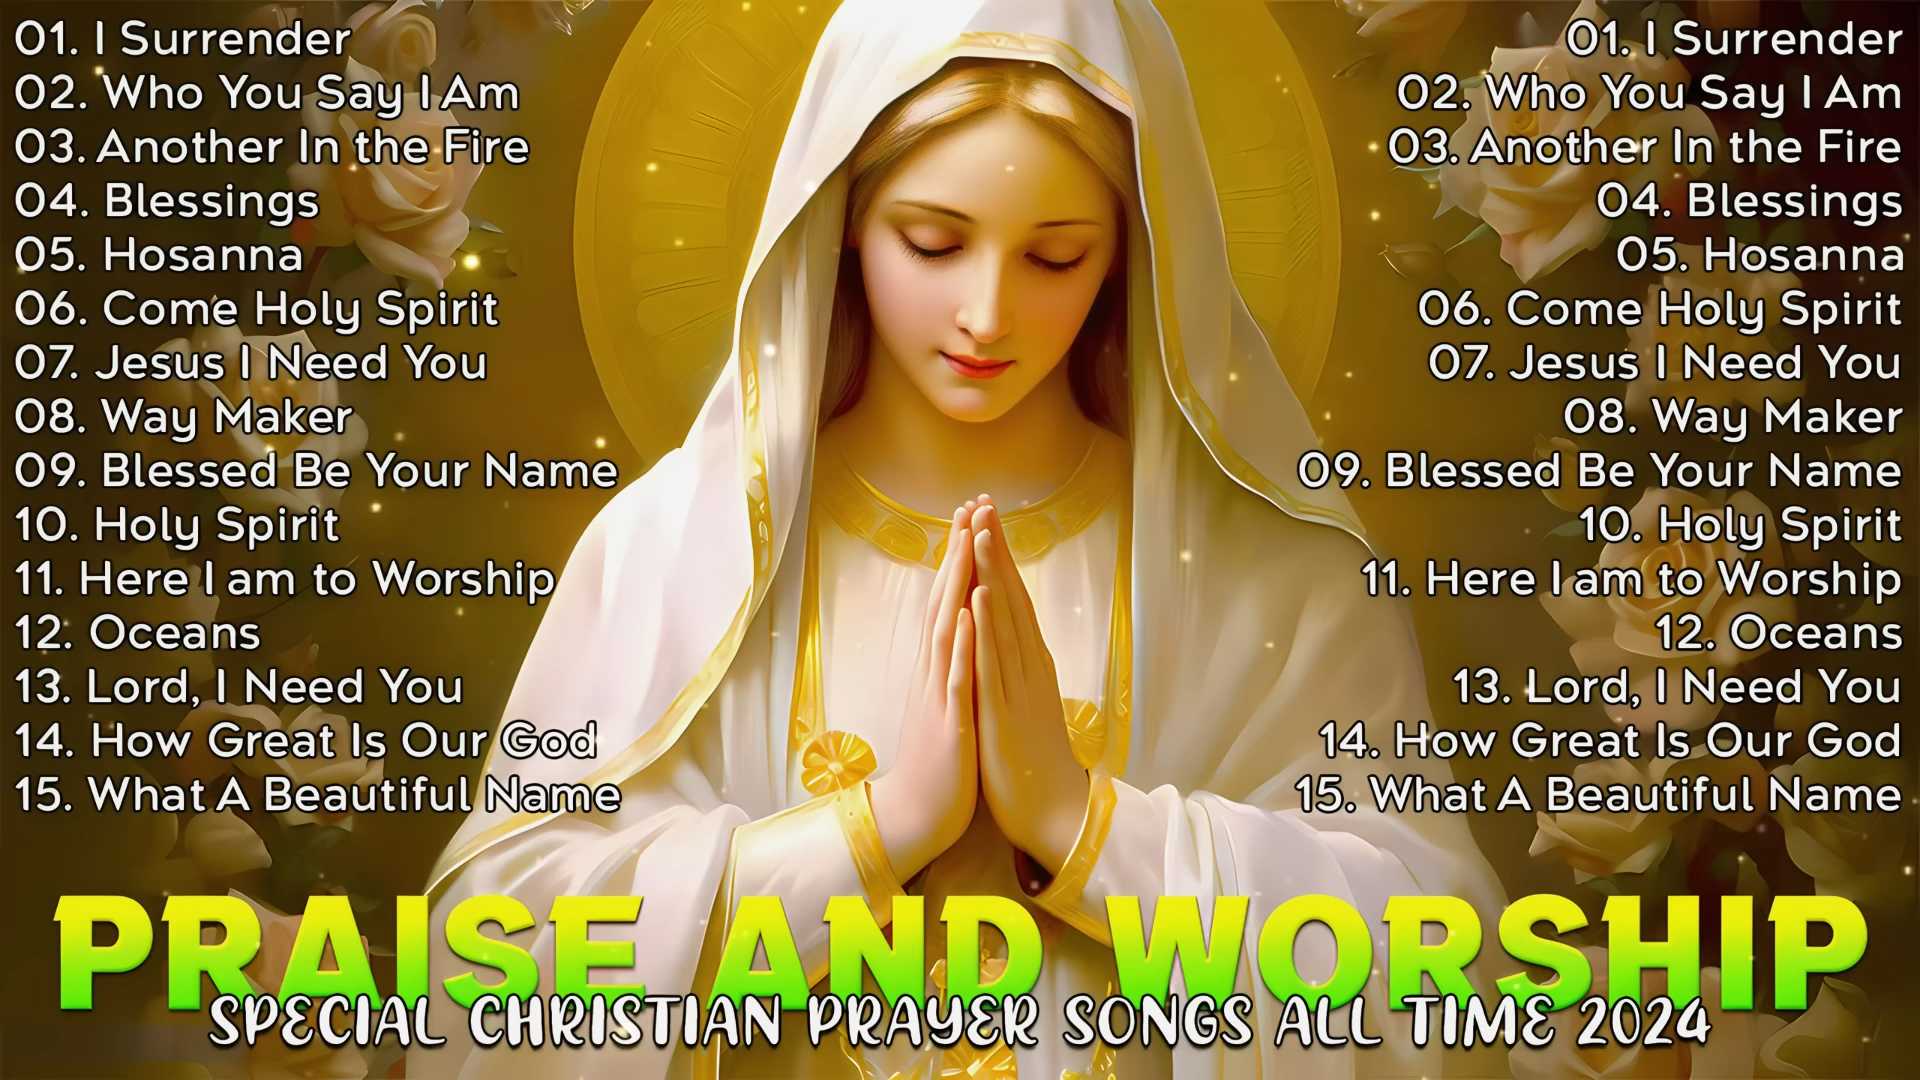 01. I Surrender
02. Who You Say I Am
03. Another In the Fire
04. Blessings
05. Hosanna
06. Come Holy Spirit
07. Jesus I Need You
08. Way Maker
09. Blessed Be Your Name
10. Holy Spirit
11. Here I am to Worship
12. Oceans
13. Lord, I Need You
14. How Great Is Our God
15. What A Beautiful Name
01. I Surrender
02. Who You Say I Am
03. Another In the Fire
04. Blessings
05. Hosanna
06. Come Holy Spirit
07. Jesus I Need You
08. Way Maker
09. Blessed Be Your Name
10. Holy Spirit
11. Here I am to Worship
12. Oceans
13. Lord, I Need You
14. How Great Is Our God
15. What A Beautiful Name
PRAISE AND WORSHIP
SPECIAL CHRISTIAN PRAYER SONGS ALL TIME 2024